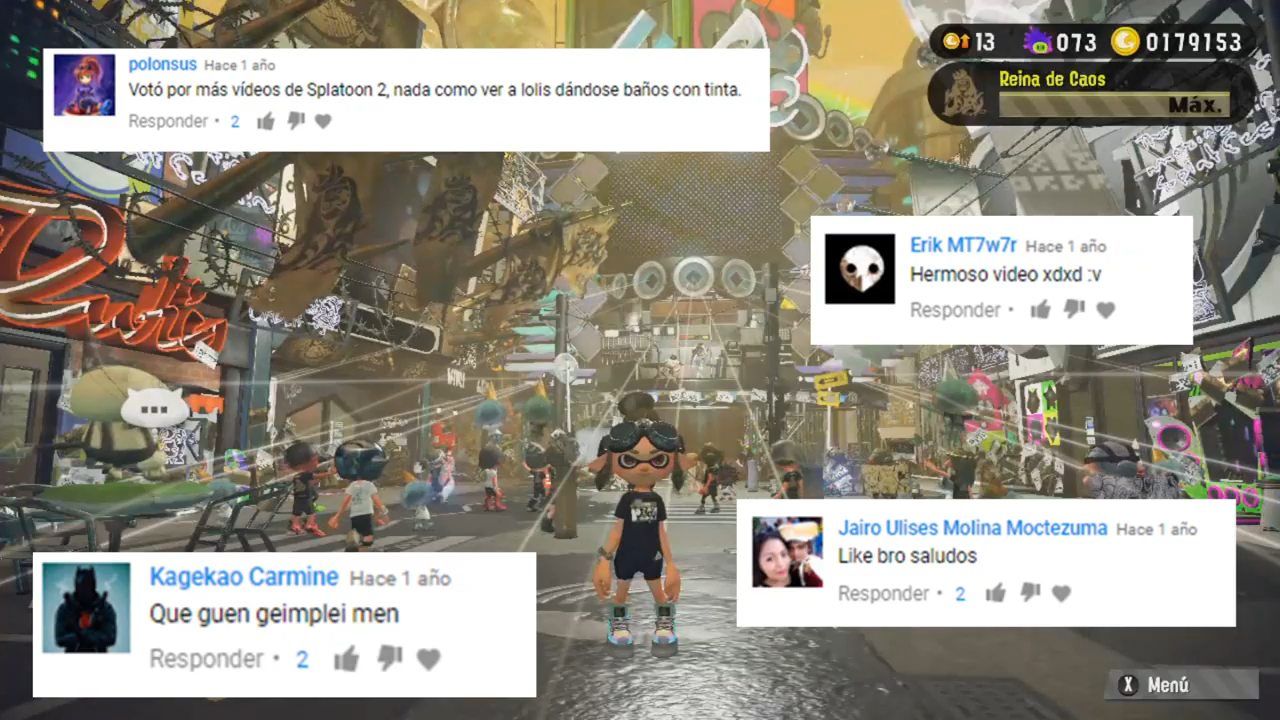 13 073 0179153
Reina de Caos
Máx.
polonsus Hace 1 año
Votó por más vídeos de Splatoon 2, nada como ver a lolis dándose baños con tinta.
Responder · 2
Erik MT7w7r Hace 1 año
Hermoso video xdxd :v
Responder ·
Jairo Ulises Molina Moctezuma Hace 1 año
Like bro saludos
Responder · 2
Kagekao Carmine Hace 1 año
Que guen geimplei men
Responder · 2
X Menú